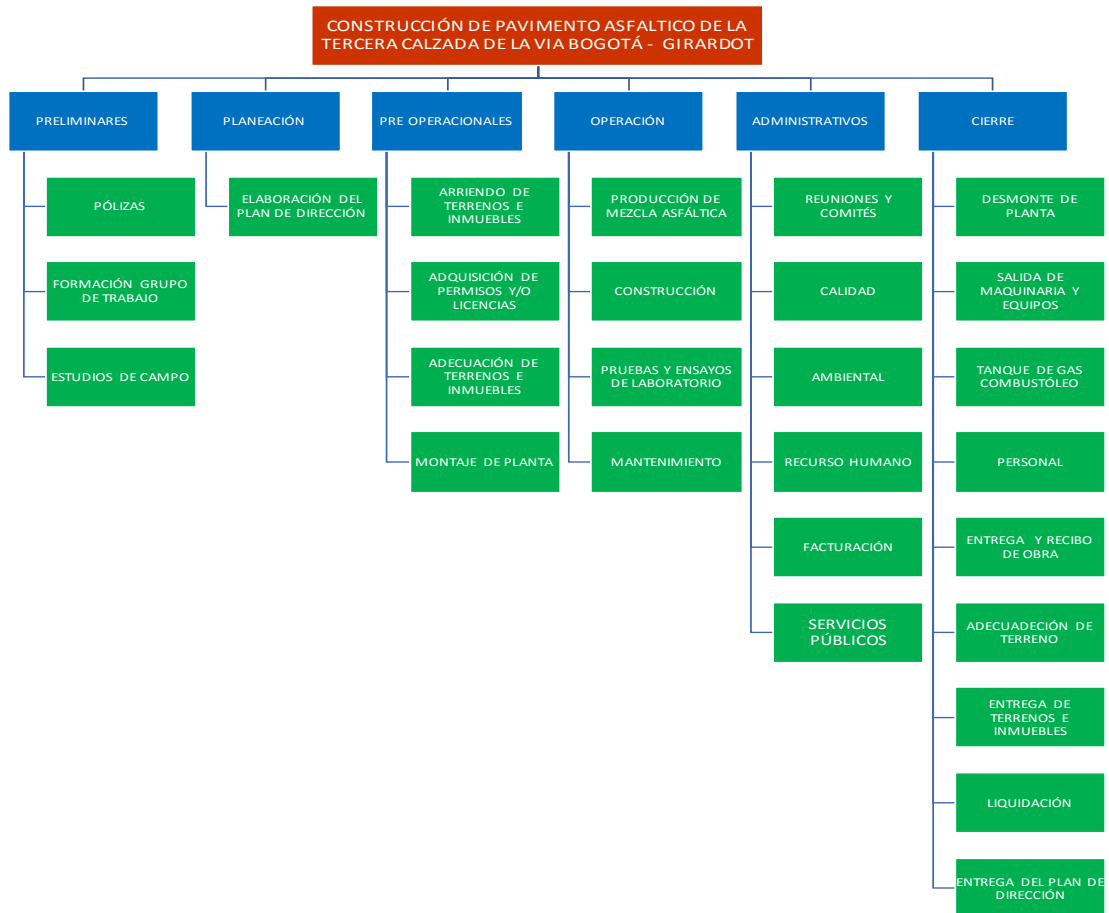 CONSTRUCCIÓN DE PAVIMENTO ASFALTICO DE LA
TERCERA CALZADA DE LA VIA BOGOTÁ - GIRARDOT
PRELIMINARES
PÓLIZAS
FORMACIÓN GRUPO
DE TRABAJO
ESTUDIOS DE CAMPO
PLANEACIÓN
ELABORACIÓN DEL
PLAN DE DIRECCIÓN
PRE OPERACIONALES
ARRIENDO DE
TERRENOS E
INMUEBLES
ADQUISICIÓN DE
PERMISOS Y/O
LICENCIAS
ADECUACIÓN DE
TERRENOS E
INMUEBLES
MONTAJE DE PLANTA
OPERACIÓN
PRODUCCIÓN DE
MEZCLA ASFÁLTICA
CONSTRUCCIÓN
PRUEBAS Y ENSAYOS
DE LABORATORIO
MANTENIMIENTO
ADMINISTRATIVOS
REUNIONES Y
COMITÉS
CALIDAD
AMBIENTAL
RECURSO HUMANO
FACTURACIÓN
SERVICIOS
PÚBLICOS
CIERRE
DESMONTE DE
PLANTA
SALIDA DE
MAQUINARIA Y
EQUIPOS
TANQUE DE GAS
COMBUSTÓLEO
PERSONAL
ENTREGA Y RECIBO
DE OBRA
ADECUADECIÓN DE
TERRENO
ENTREGA DE
TERRENOS E
INMUEBLES
LIQUIDACIÓN
ENTREGA DEL PLAN DE
DIRECCIÓN